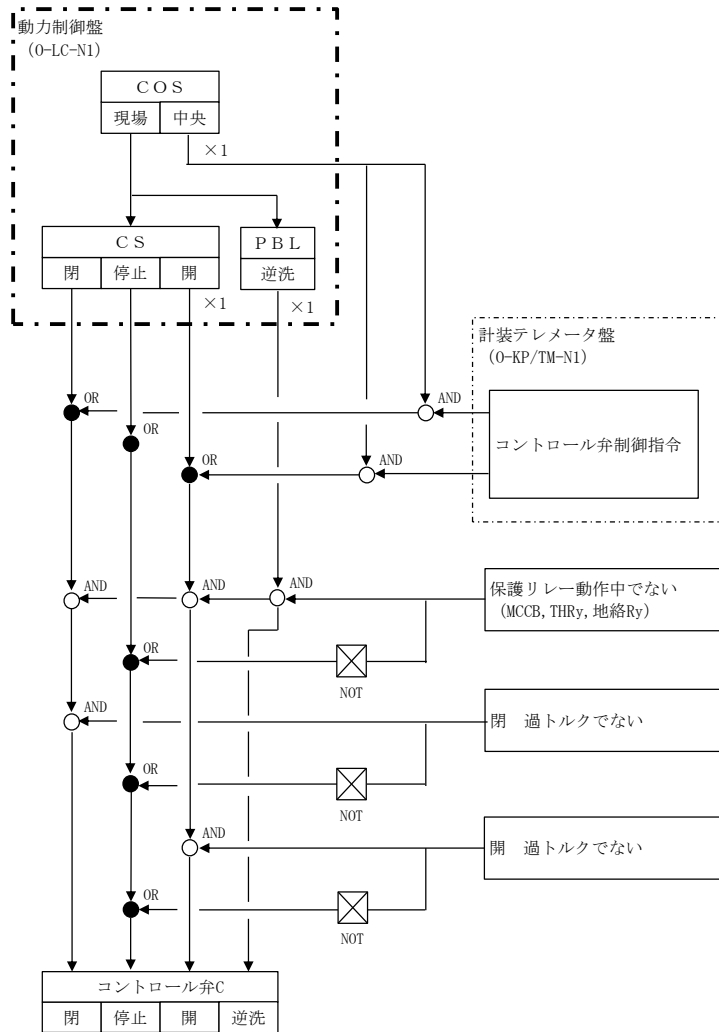 動力制御盤
(O-LC-N1)
COS
現場 中央
×1
CS
閉 停止 開
×1
PBL
逆洗
×1
計装テレメータ盤
(O-KP/TM-N1)
コントロール弁制御指令
OR
AND
OR
OR
AND
AND
AND
AND
保護リレー動作中でない
(MCCB,THRy,地絡Ry)
OR
NOT
AND
閉 過トルクでない
OR
NOT
AND
開 過トルクでない
OR
NOT
コントロール弁C
閉 停止 開 逆洗